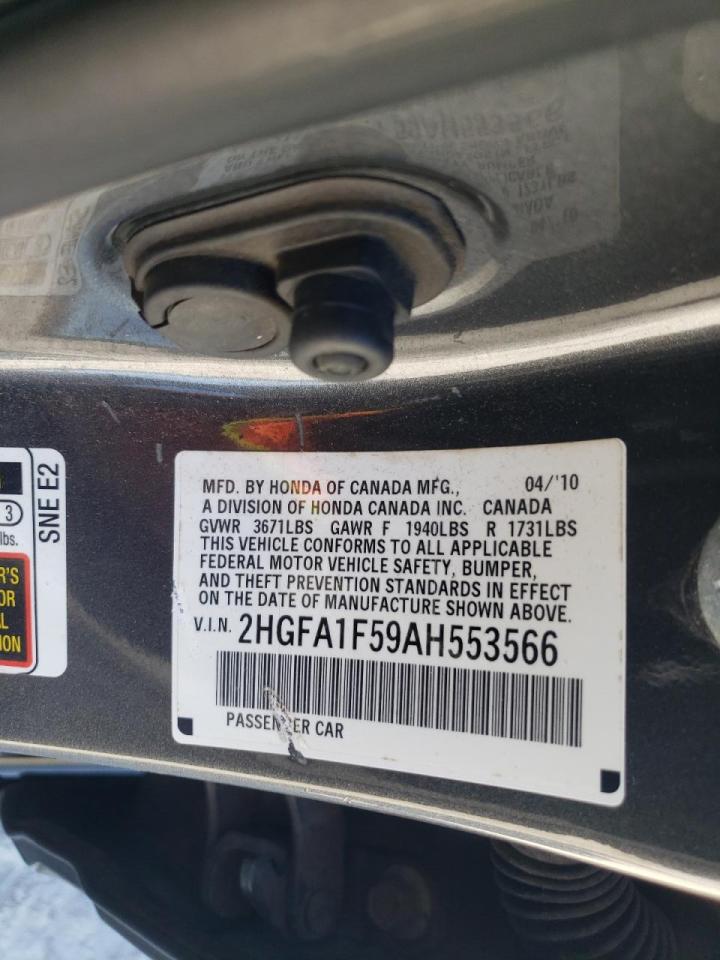 MFD. BY HONDA OF CANADA MFG., 04/'10
A DIVISION OF HONDA CANADA INC. CANADA
GVWR 3671LBS GAWR F 1940LBS R 1731LBS
THIS VEHICLE CONFORMS TO ALL APPLICABLE
FEDERAL MOTOR VEHICLE SAFETY, BUMPER,
AND THEFT PREVENTION STANDARDS IN EFFECT
ON THE DATE OF MANUFACTURE SHOWN ABOVE.
V.I.N. 2HGFA1F59AH553566
PASSENGER CAR
SNE E2
3
lbs.